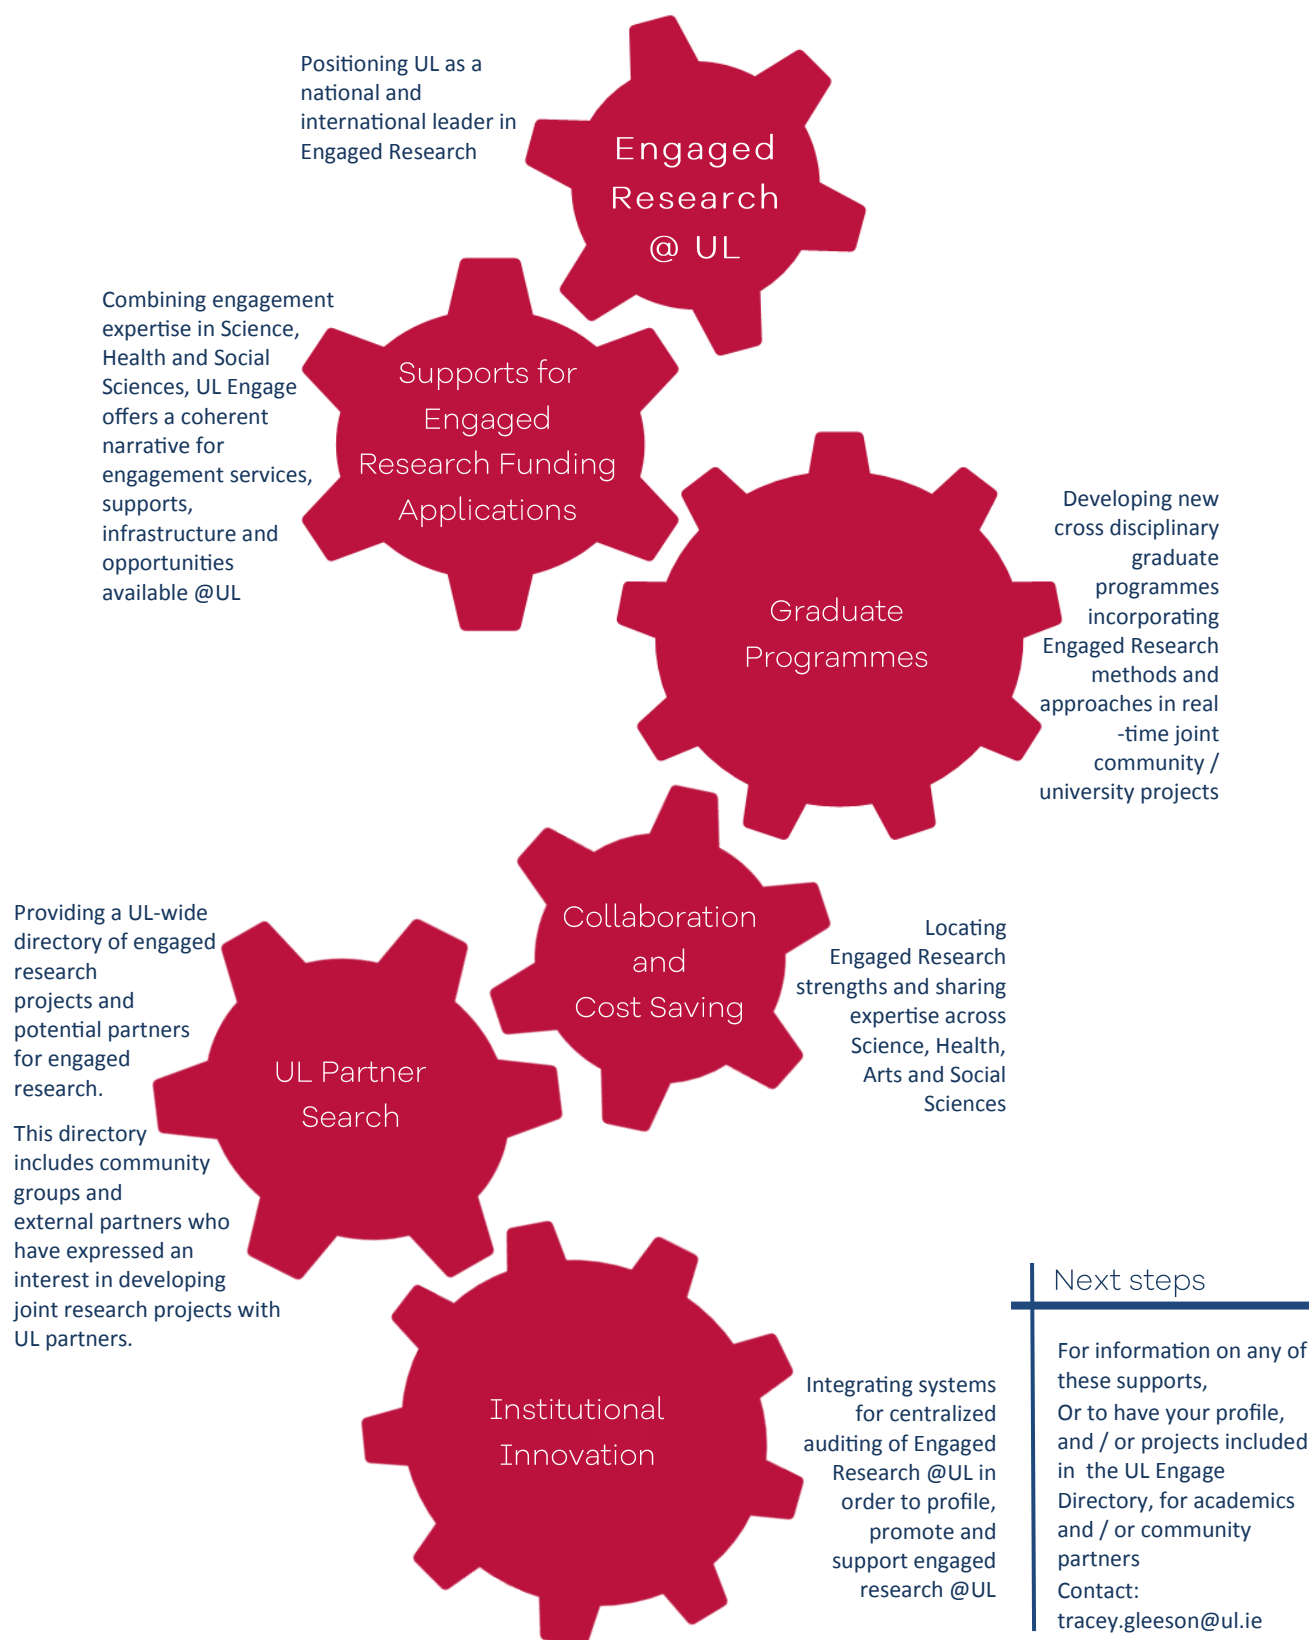 Positioning UL as a
national and
international leader in
Engaged Research
Engaged
Research
@ UL
Combining engagement
expertise in Science,
Health and Social
Sciences, UL Engage
offers a coherent
narrative for
engagement services,
supports,
infrastructure and
opportunities
available @UL
Supports for
Engaged
Research Funding
Applications
Graduate
Programmes
Developing new
cross disciplinary
graduate
programmes
incorporating
Engaged Research
methods and
approaches in real
-time joint
community /
university projects
Collaboration
and
Cost Saving
Locating
Engaged Research
strengths and sharing
expertise across
Science, Health,
Arts and Social
Sciences
Providing a UL-wide
directory of engaged
research
projects and
potential partners
for engaged
research.
This directory
includes community
groups and
external partners who
have expressed an
interest in developing
joint research projects with
UL partners.
UL Partner
Search
Institutional
Innovation
Integrating systems
for centralized
auditing of Engaged
Research @UL in
order to profile,
promote and
support engaged
research @UL
Next steps
For information on any of
these supports,
Or to have your profile,
and / or projects included
in the UL Engage
Directory, for academics
and / or community
partners
Contact:
tracey.gleeson@ul.ie